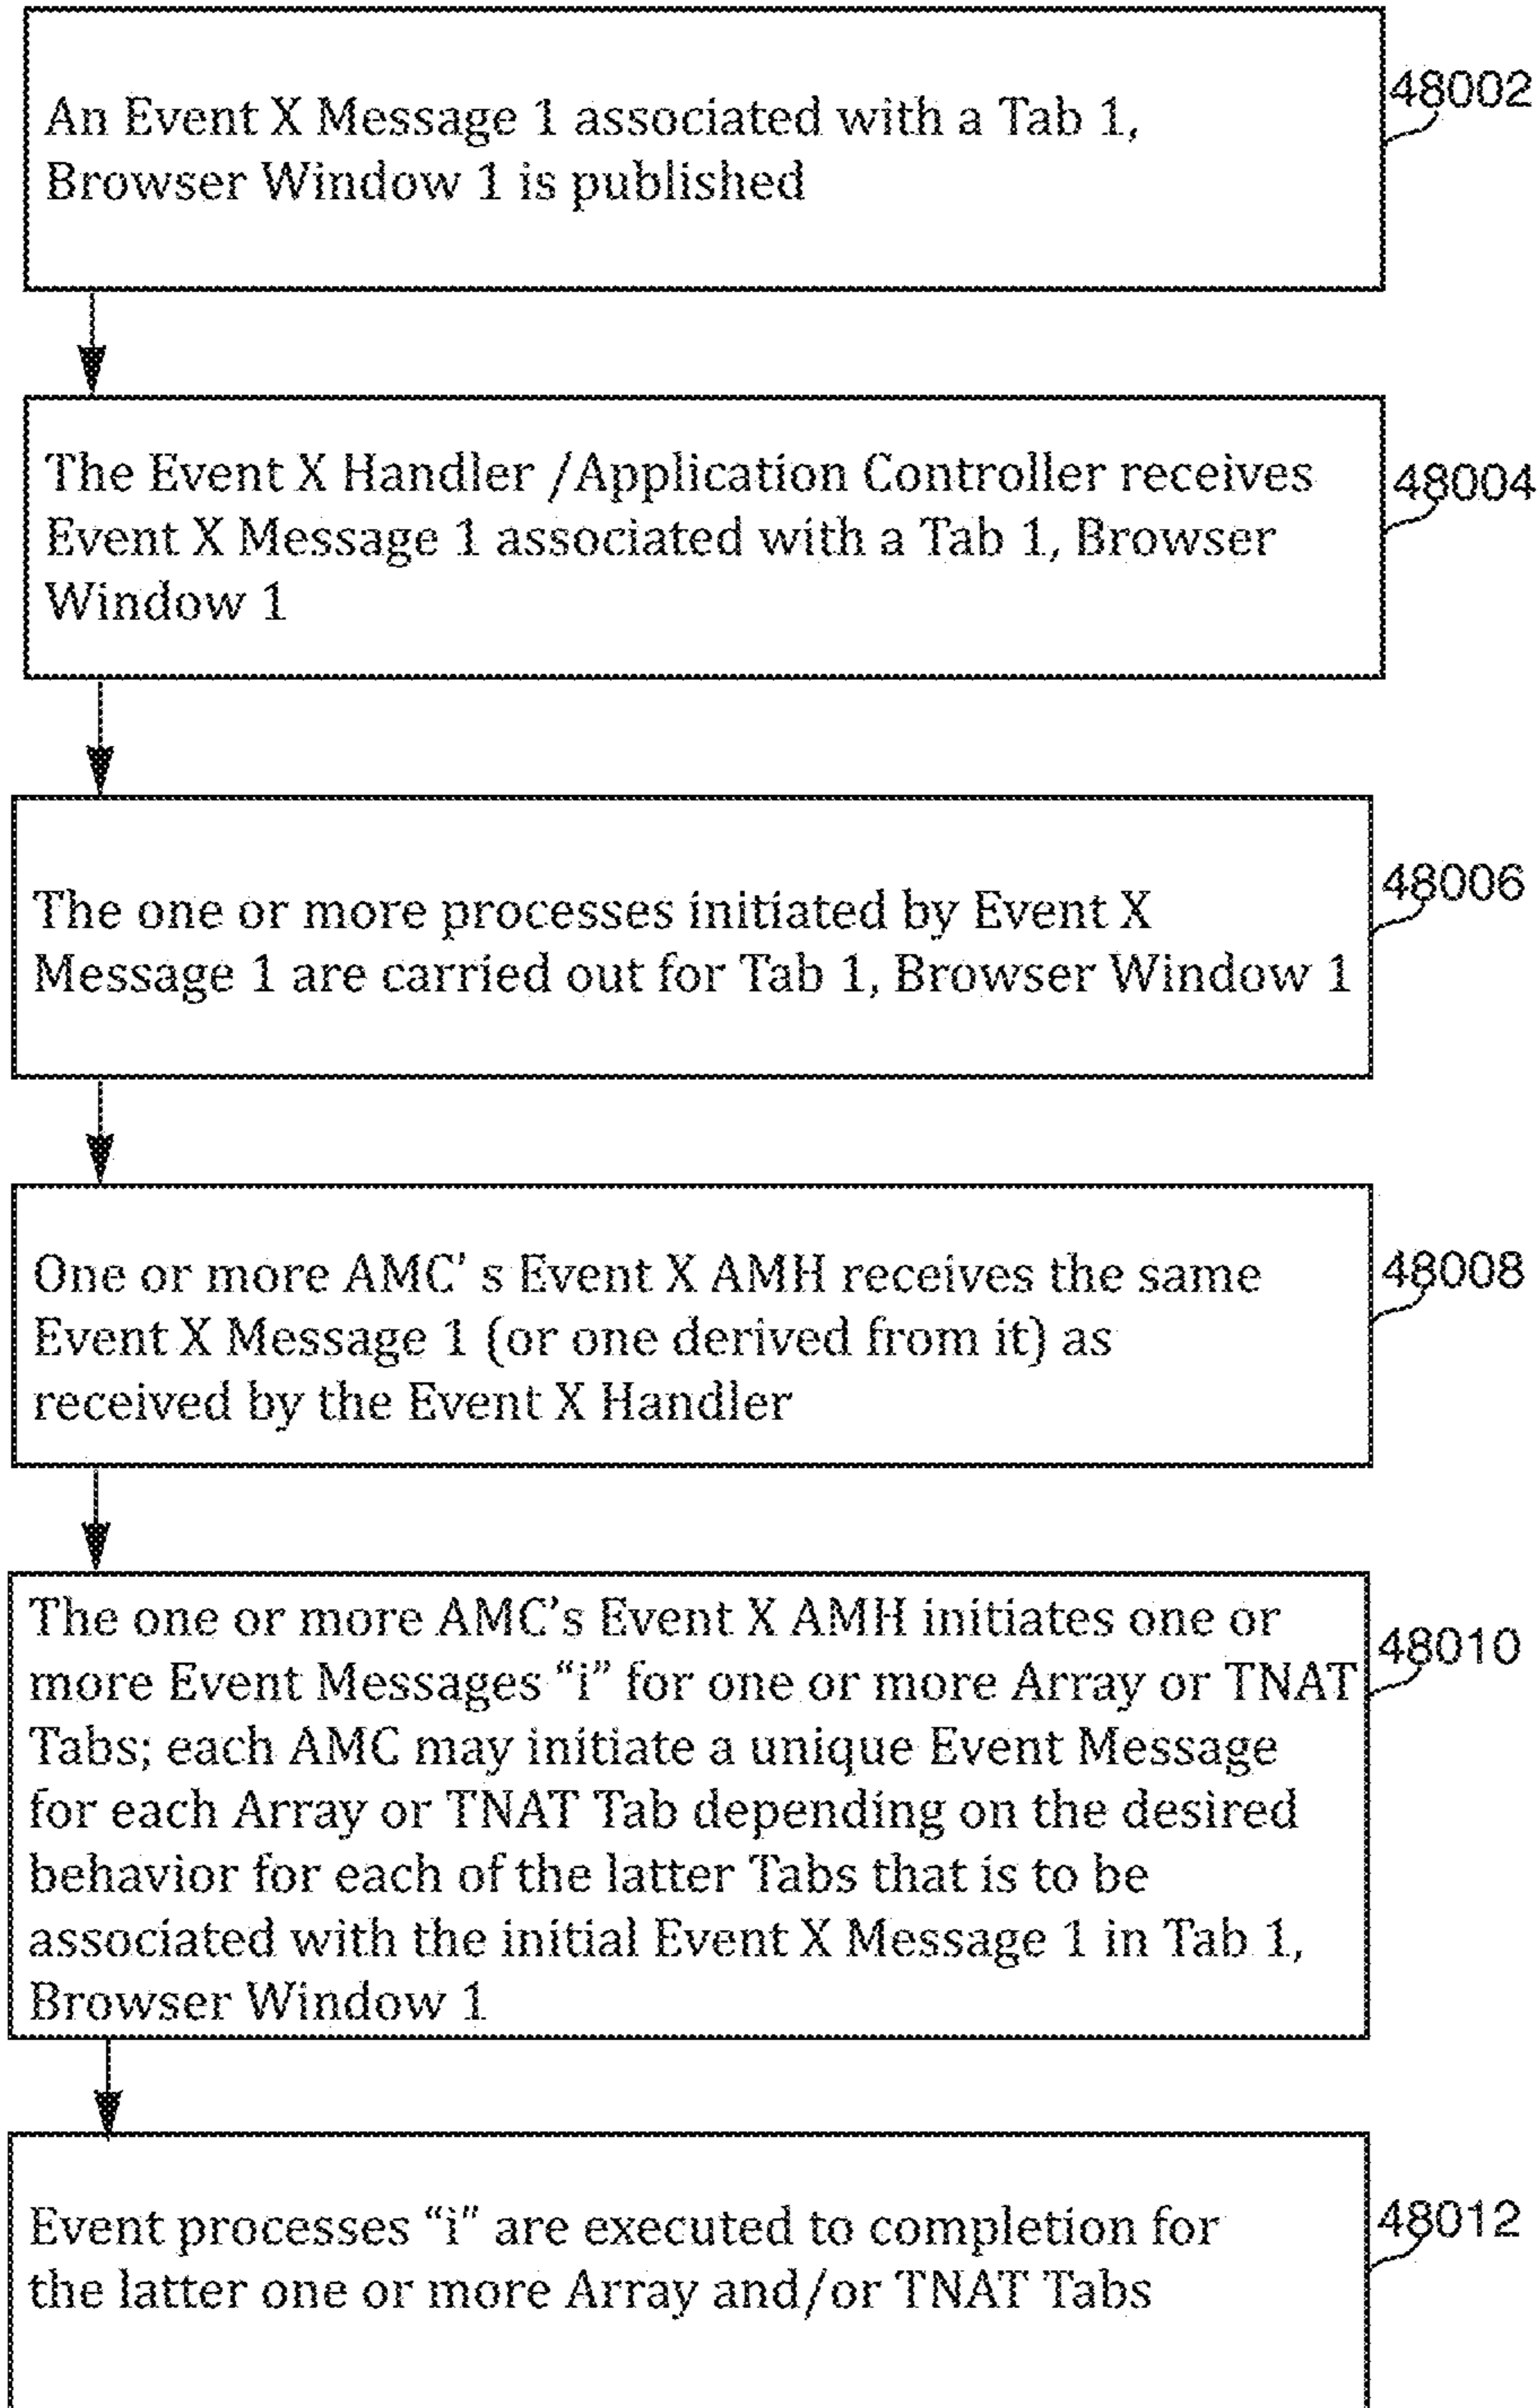 An Event X Message 1 associated with a Tab 1,
Browser Window 1 is published
48002
The Event X Handler /Application Controller receives
Event X Message 1 associated with a Tab 1, Browser
Window 1
48004
The one or more processes initiated by Event X
Message 1 are carried out for Tab 1, Browser Window 1
48006
One or more AMC' s Event X AMH receives the same
Event X Message 1 (or one derived from it) as
received by the Event X Handler
48008
The one or more AMC’s Event X AMH initiates one or
more Event Messages “i” for one or more Array or TNAT
Tabs; each AMC may initiate a unique Event Message
for each Array or TNAT Tab depending on the desired
behavior for each of the latter Tabs that is to be
associated with the initial Event X Message 1 in Tab 1,
Browser Window 1
48010
Event processes “i” are executed to completion for
the latter one or more Array and/or TNAT Tabs
48012